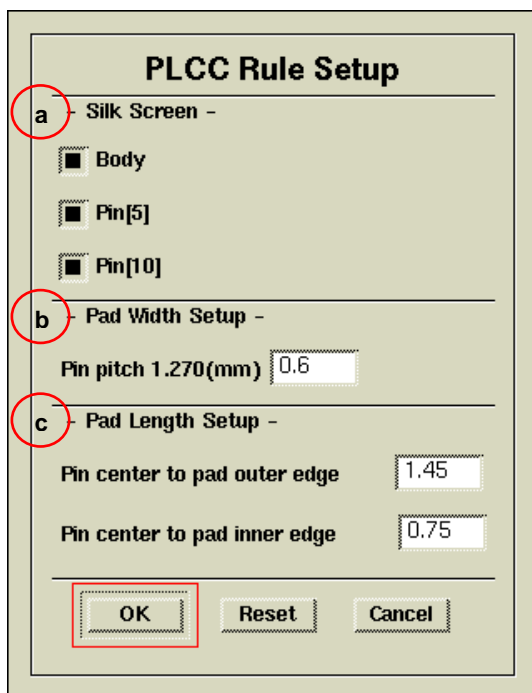 PLCC Rule Setup
a - Silk Screen -
Body
Pin[5]
Pin[10]
b - Pad Width Setup -
Pin pitch 1.270(mm) 0.6
c - Pad Length Setup -
Pin center to pad outer edge 1.45
Pin center to pad inner edge 0.75
OK Reset Cancel